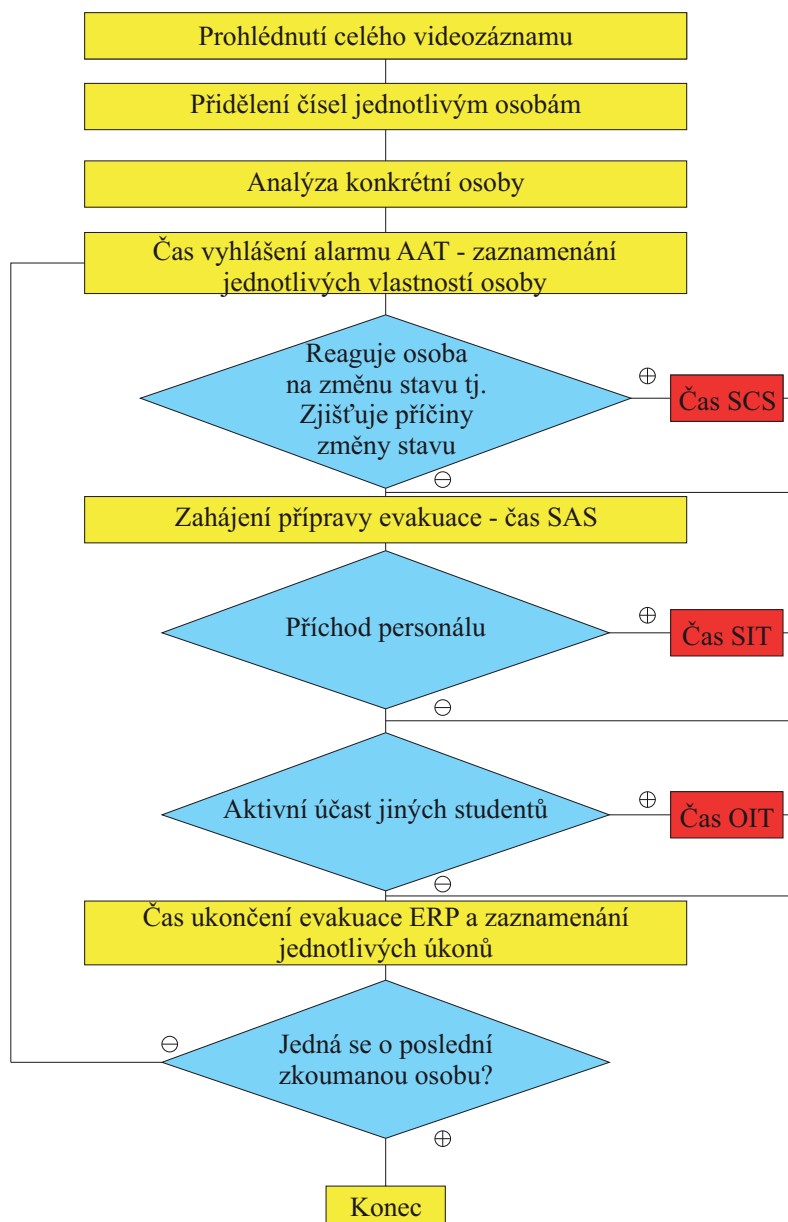 Prohlédnutí celého videozáznamu
Přidělení čísel jednotlivým osobám
Analýza konkrétní osoby
Čas vyhlášení alarmu AAT - zaznamenání
jednotlivých vlastností osoby
Reaguje osoba
na změnu stavu tj.
Zjišťuje příčiny
změny stavu
⊕
Čas SCS
⊖
Zahájení přípravy evakuace - čas SAS
Příchod personálu
⊕
Čas SIT
⊖
Aktivní účast jiných studentů
⊕
Čas OIT
⊖
Čas ukončení evakuace ERP a zaznamenání
jednotlivých úkonů
⊖
Jedná se o poslední
zkoumanou osobu?
⊕
Konec